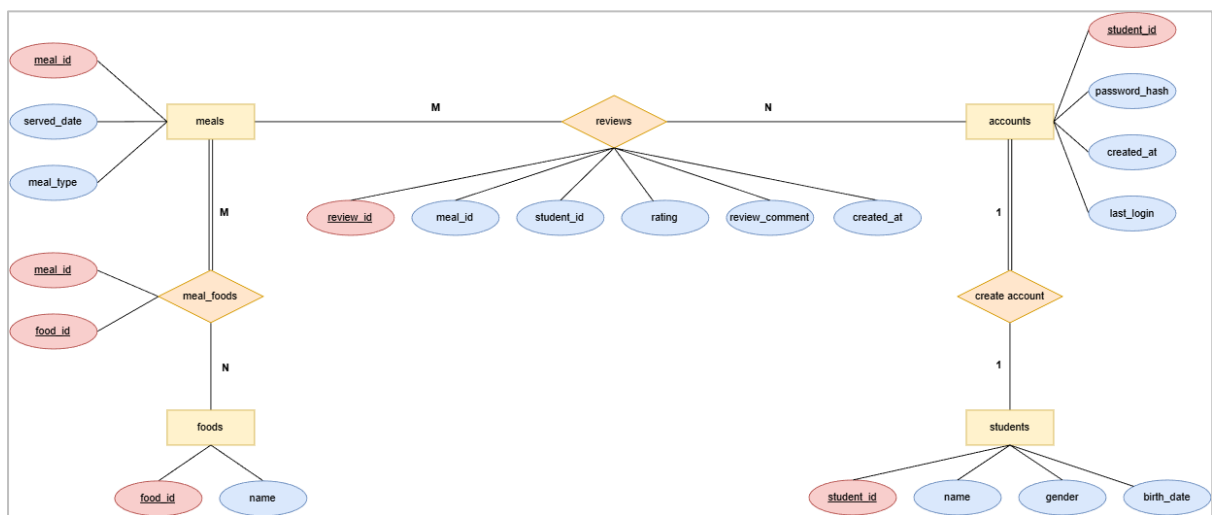 student_id
meal_id
password_hash
M
N
served_date
meals
reviews
accounts
created_at
meal_type
review_id
meal_id
student_id
rating
review_comment
created_at
last_login
M
1
meal_id
meal_foods
create account
food_id
N
1
foods
students
food_id
name
student_id
name
gender
birth_date